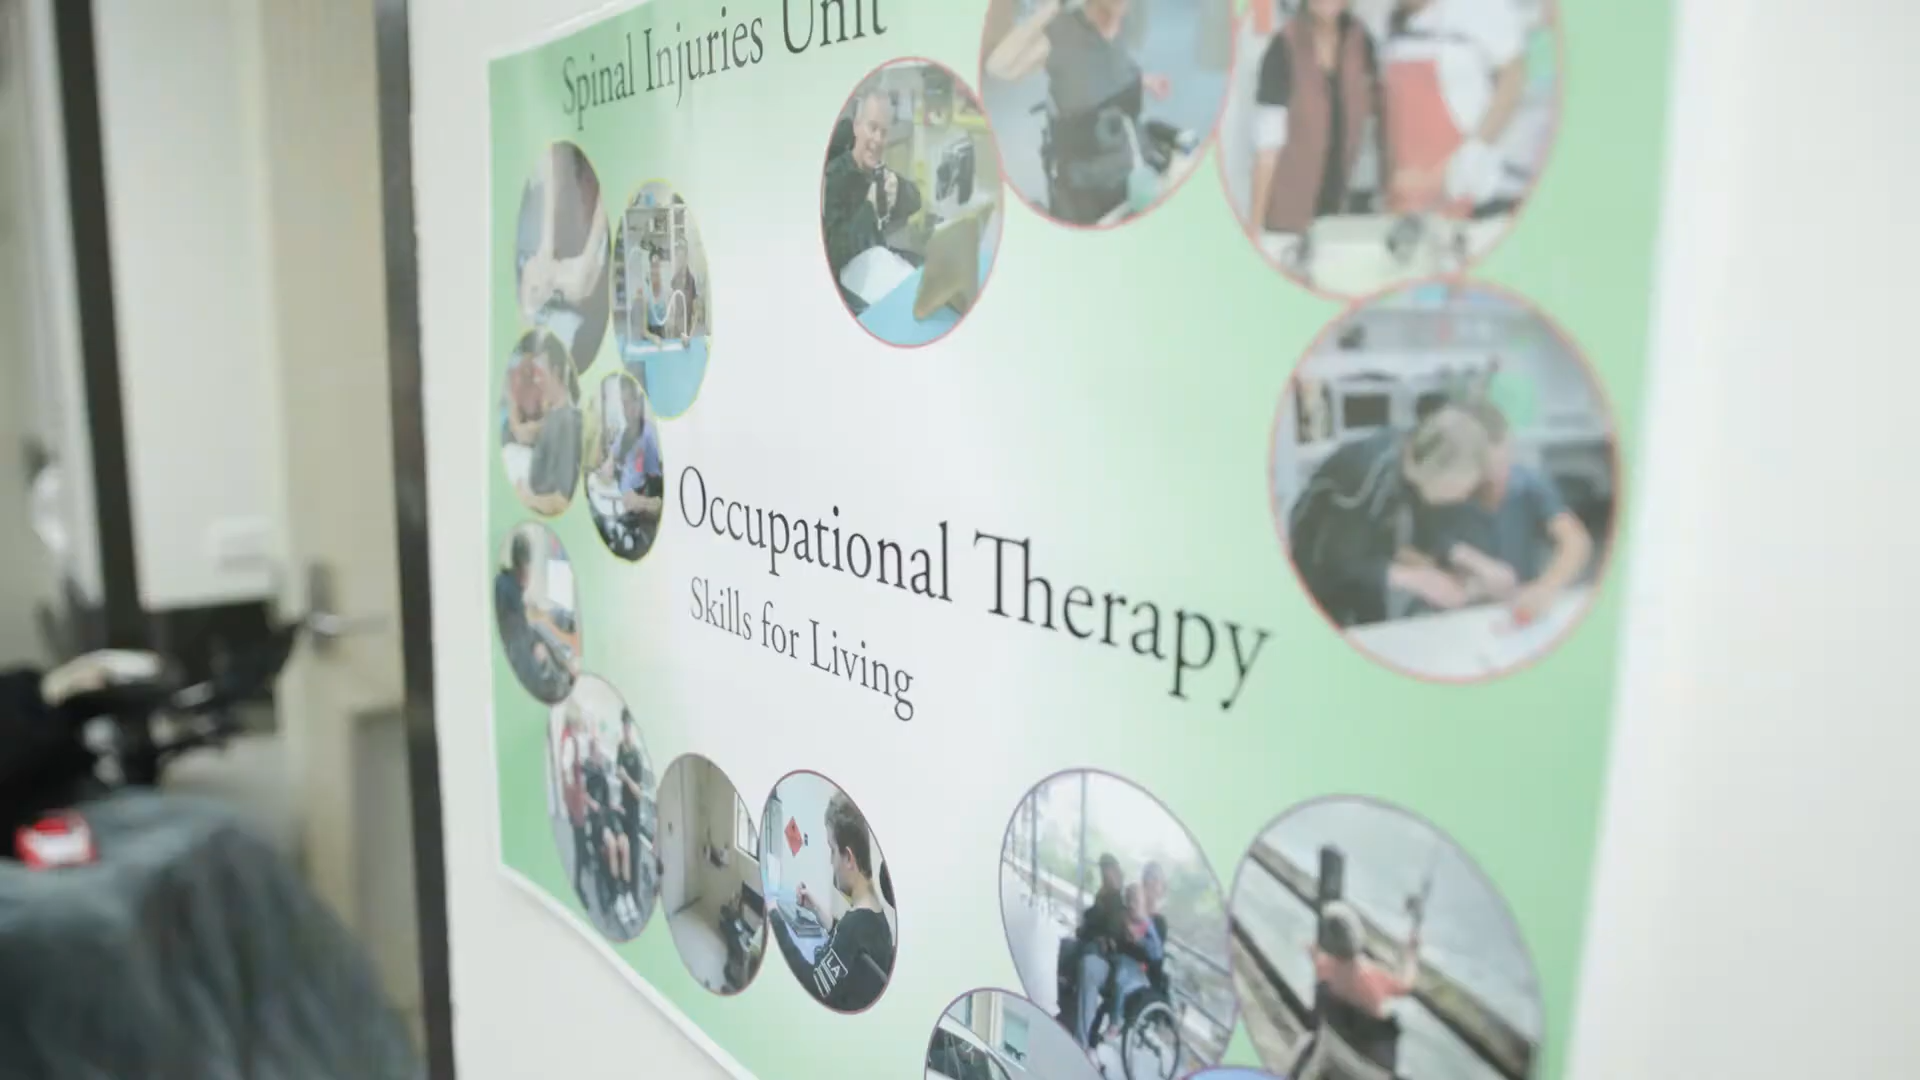 Spinal Injuries Unit
Occupational Therapy
Skills for Living